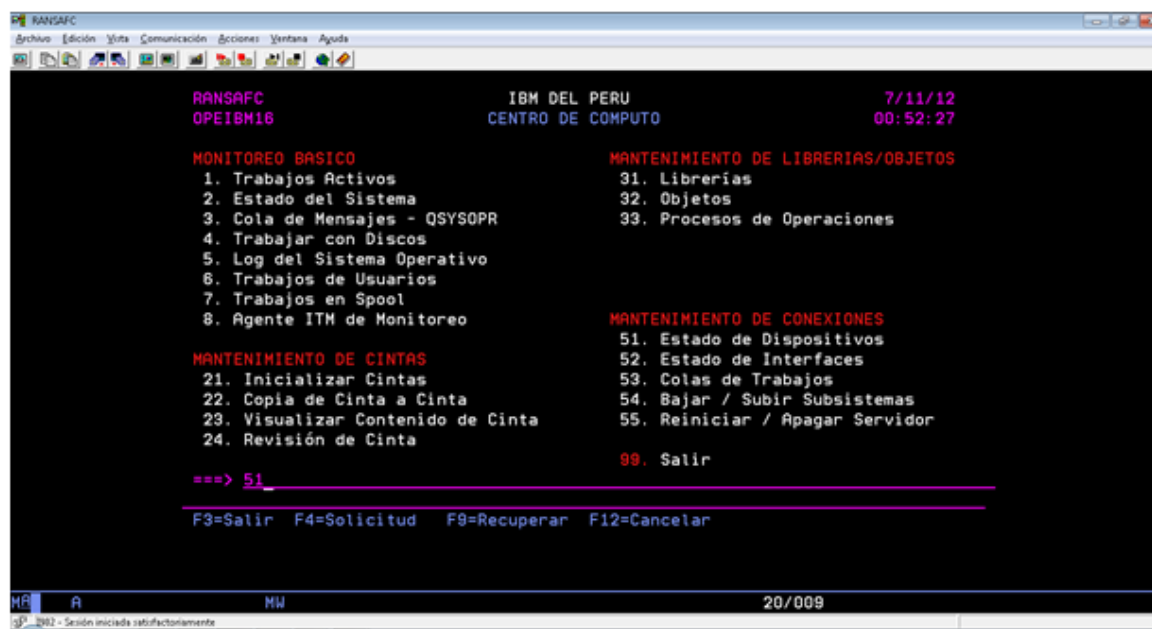 RANSAFC
Archivo Edición Vista Comunicación Acciones Ventana Ayuda
RANSAFC IBM DEL PERU 7/11/12
OPEIBM16 CENTRO DE COMPUTO 00:52:27
MONITOREO BASICO MANTENIMIENTO DE LIBRERIAS/OBJETOS
1. Trabajos Activos 31. Librerías
2. Estado del Sistema 32. Objetos
3. Cola de Mensajes - QSYSOPR 33. Procesos de Operaciones
4. Trabajar con Discos
5. Log del Sistema Operativo
6. Trabajos de Usuarios
7. Trabajos en Spool
8. Agente ITM de Monitoreo MANTENIMIENTO DE CONEXIONES
51. Estado de Dispositivos
MANTENIMIENTO DE CINTAS 52. Estado de Interfaces
21. Inicializar Cintas 53. Colas de Trabajos
22. Copia de Cinta a Cinta 54. Bajar / Subir Subsistemas
23. Visualizar Contenido de Cinta 55. Reiniciar / Apagar Servidor
24. Revisión de Cinta
99. Salir
===> 51
F3=Salir F4=Solicitud F9=Recuperar F12=Cancelar
MA A MW 20/009
I902 - Sesión iniciada satisfactoriamente